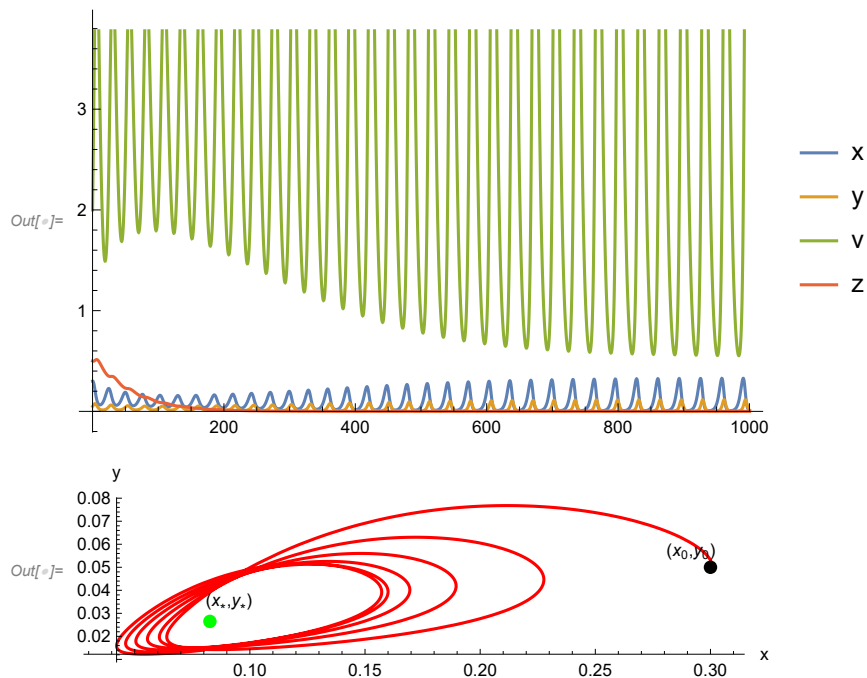 3
2
1
200 400 600 800 1000
Out[•]=
x
y
v
z
y
0.08
0.07
0.06
0.05
0.04
0.03
0.02
0.10 0.15 0.20 0.25 0.30
x
Out[•]=
(x₀,y₀)
(x*,y*)